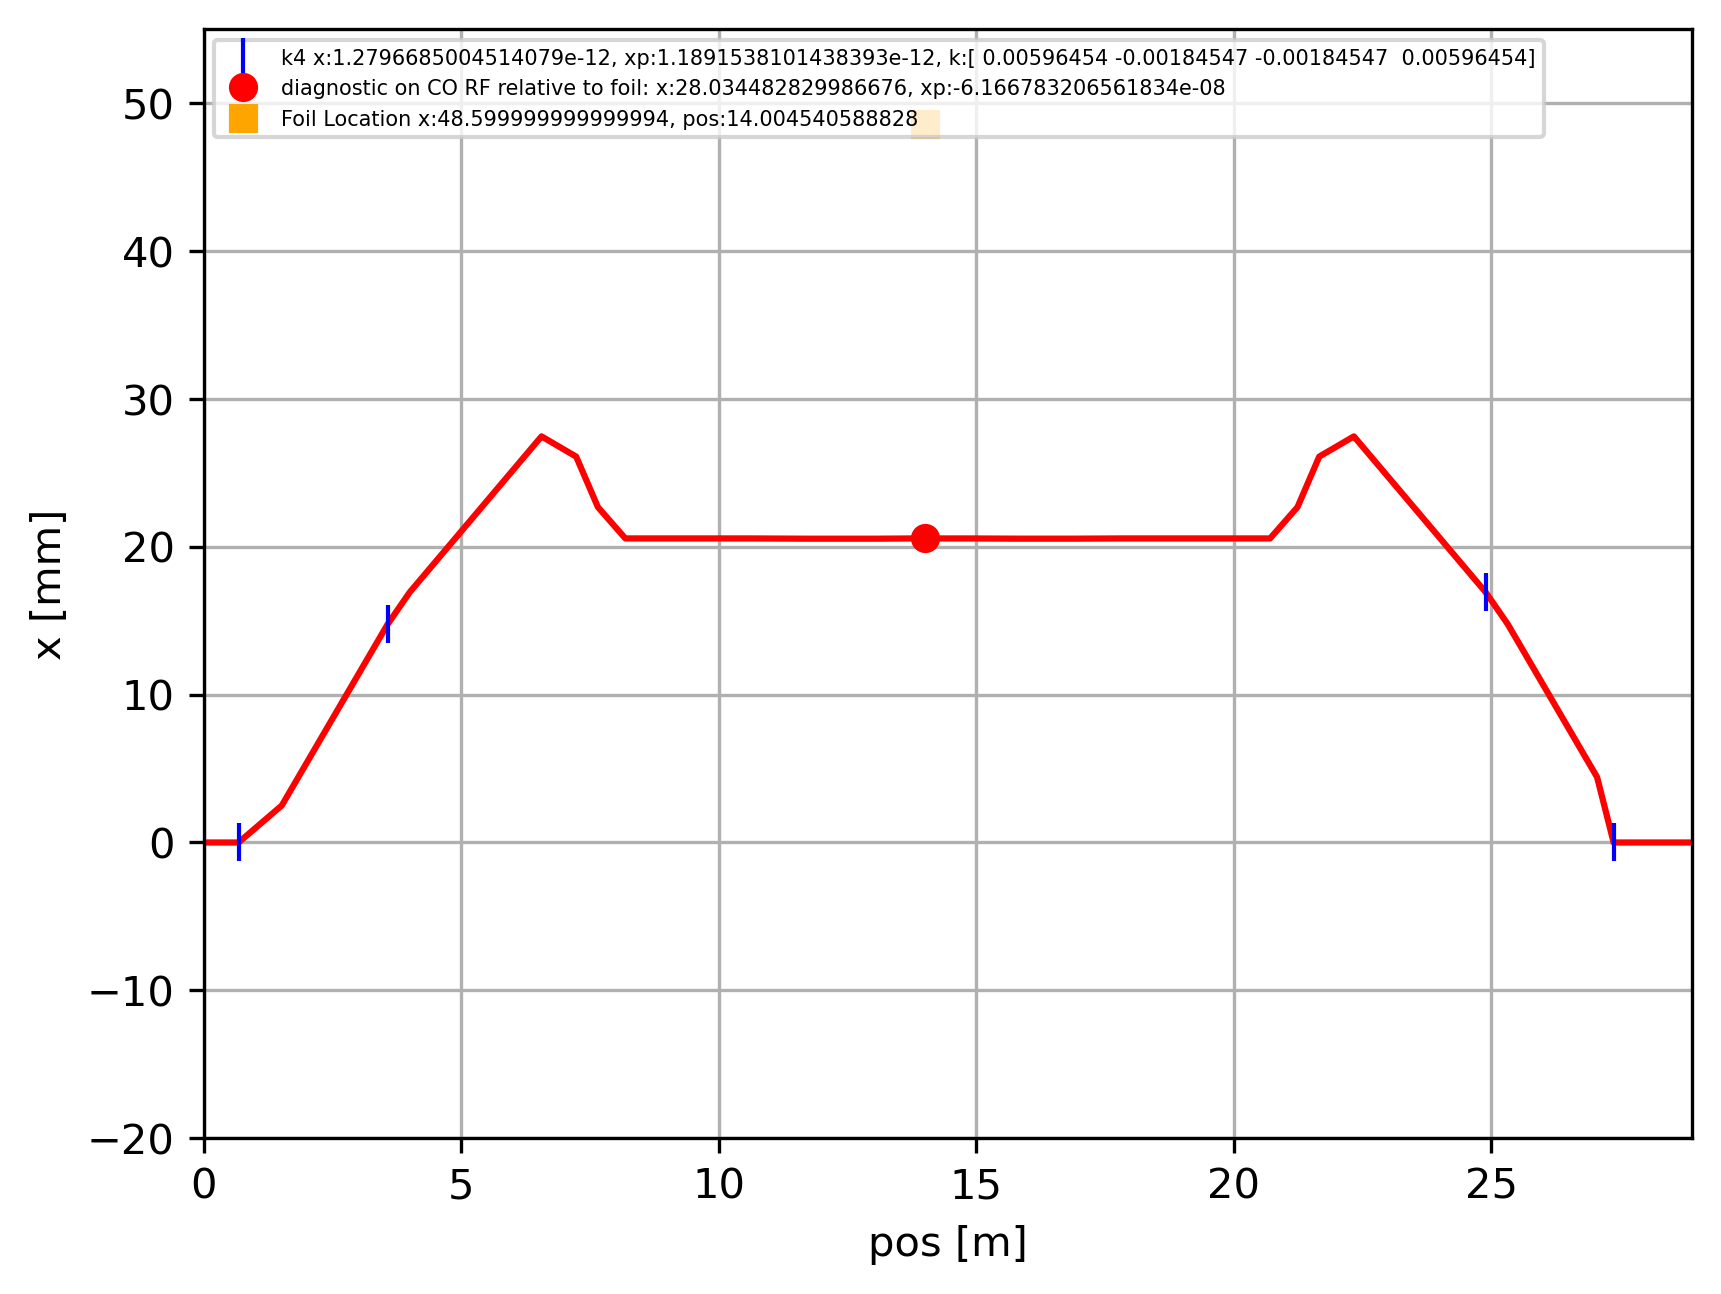 k4 x:1.2796685004514079e-12, xp:1.1891538101438393e-12, k:[ 0.00596454 -0.00184547 -0.00184547  0.00596454]
diagnostic on CO RF relative to foil: x:28.034482829986676, xp:-6.166783206561834e-08
Foil Location x:48.599999999999994, pos:14.004540588828
50
40
30
20
10
0
−10
−20
x [mm]
0 5 10 15 20 25
pos [m]